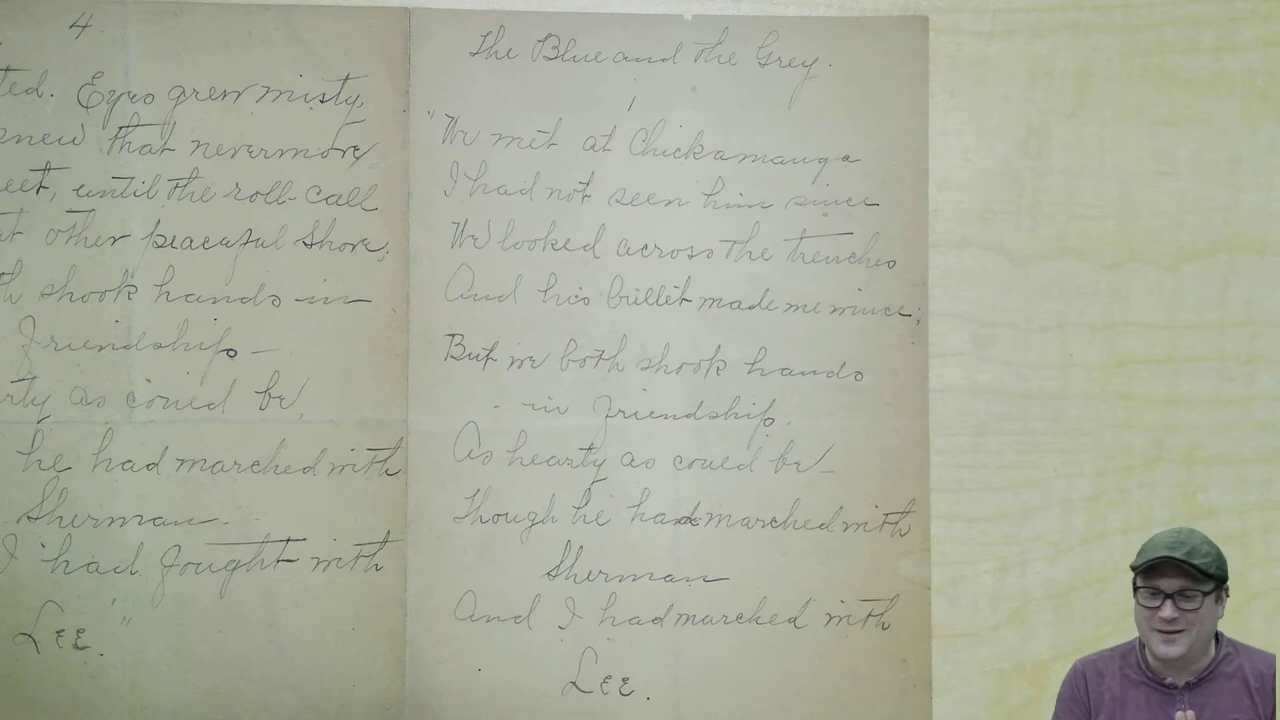 4.
ted. Eyes grew misty,
knew that nevermore
eet, until the roll-call
at other peaceful shore;
th shook hands in
Friendship—
rty as could be,
he had marched with
Sherman.
I had fought with
LEE."
The Blue and the Grey.
1
"We met at Chickamauga
I had not seen him since
We looked across the trenches
And his bullet made me wince;
But we both shook hands
in friendship,
As hearty as could be—
Though he had marched with
Sherman
And I had marched with
LEE.